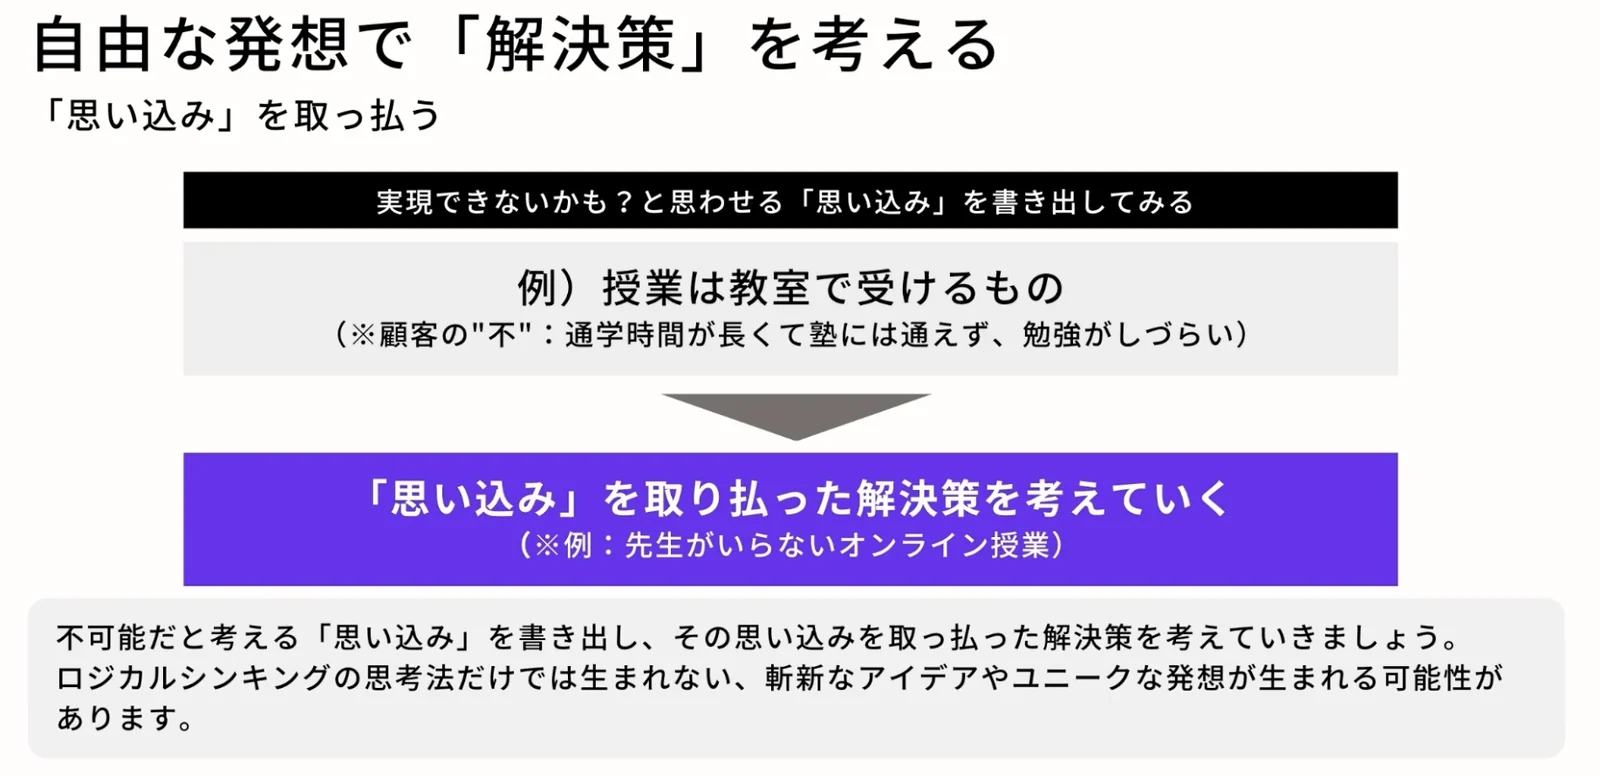 自由な発想で「解決策」を考える
「思い込み」を取っ払う
実現できないかも？と思わせる「思い込み」を書き出してみる
例）授業は教室で受けるもの
（※顧客の"不"：通学時間が長くて塾には通えず、勉強がしづらい）
「思い込み」を取り払った解決策を考えていく
（※例：先生がいらないオンライン授業）
不可能だと考える「思い込み」を書き出し、その思い込みを取っ払った解決策を考えていきましょう。
ロジカルシンキングの思考法だけでは生まれない、斬新なアイデアやユニークな発想が生まれる可能性が
あります。